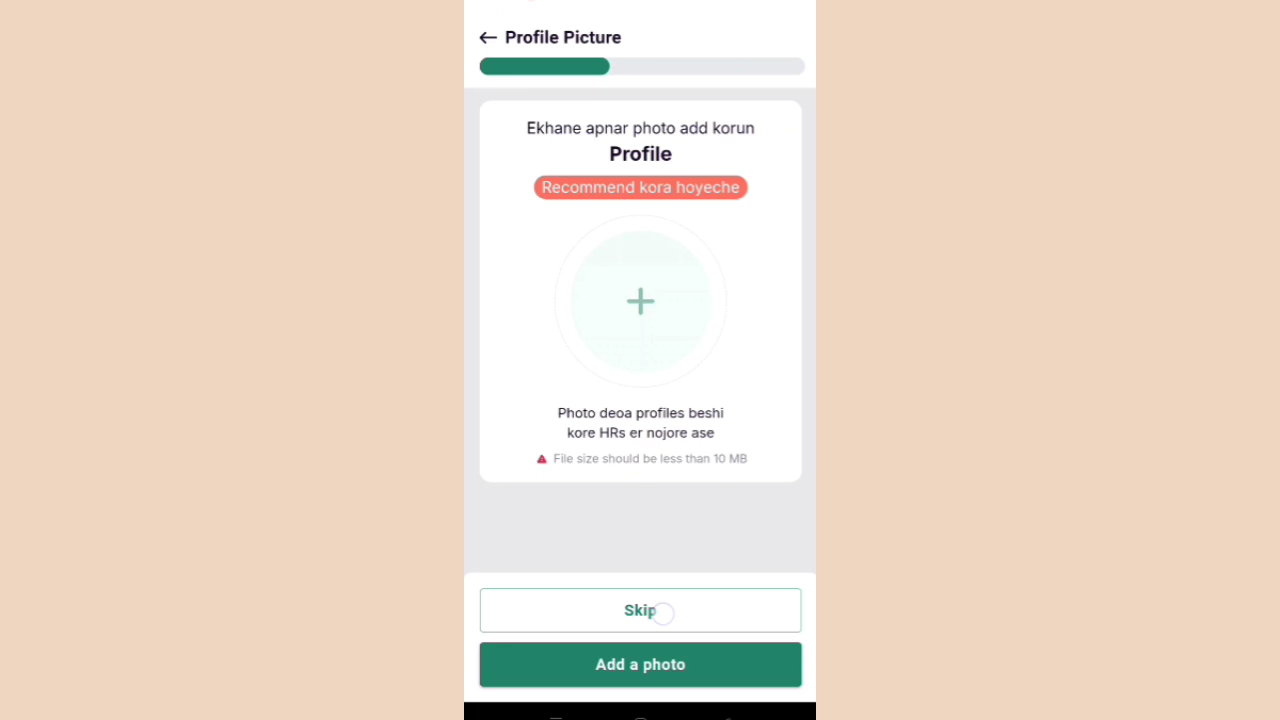 Profile Picture
Ekhane apnar photo add korun
Profile
Recommend kora hoyeche
Photo deoa profiles beshi
kore HRs er nojore ase
File size should be less than 10 MB
Skip
Add a photo